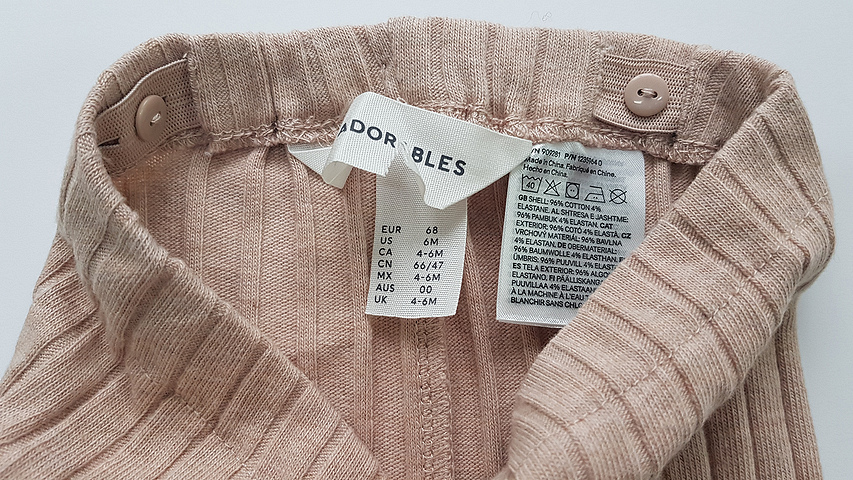 ADOR BLES
EUR 68
US 6M
CA 4-6M
CN 66/47
MX 4-6M
AUS 00
UK 4-6M
909281 P/N 1235964 0
Made in China. Fabriqué en Chine.
Hecho en China.
40
GB SHELL: 96% COTTON 4%
ELASTANE. AL SHTRESA E JASHTME:
96% PAMBUK 4% ELASTAN. CAT
EXTERIOR: 96% COTÓ 4% ELASTÀ. CZ
VRCHOVÝ MATERIÁL: 96% BAVLNA
4% ELASTAN. DE OBERMATERIAL:
96% BAUMWOLLE 4% ELASTHAN.
ÜMBRIS: 96% PUUVILL 4%
ES TELA EXTERIOR: 96%
ELASTANO. FI
PUUVILLAA 4%
À LA MACHINE À L'EAU
BLANCHIR SANS